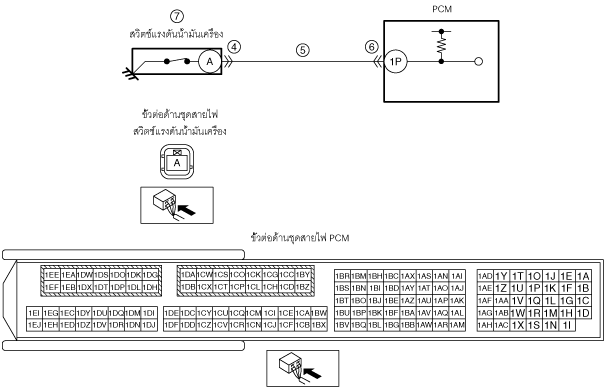 PCM
⑦
สวิตช์แรงดันน้ำมันเครื่อง
④
⑤
⑥
A
1P
ขั้วต่อด้านชุดสายไฟ
สวิตช์แรงดันน้ำมันเครื่อง
A
ขั้วต่อด้านชุดสายไฟ PCM
1EE 1EA 1DW 1DS 1DO 1DK 1DG 1DA 1CW 1CS 1CO 1CK 1CG 1CC 1BY 1BR 1BM 1BH 1BC 1AX 1AS 1AN 1AI 1AD 1Y 1T 1O 1J 1E 1A
1EF 1EB 1DX 1DT 1DP 1DL 1DH 1DB 1CX 1CT 1CP 1CL 1CH 1CD 1BZ 1BS 1BN 1BI 1BD 1AY 1AT 1AO 1AJ 1AE 1Z 1U 1P 1K 1F 1B
1BT 1BO 1BJ 1BE 1AZ 1AU 1AP 1AK 1AF 1AA 1V 1Q 1L 1G 1C
1EI 1EG 1EC 1DY 1DU 1DQ 1DM 1DI 1DE 1DC 1CY 1CU 1CQ 1CM 1CI 1CE 1CA 1BW 1BU 1BP 1BK 1BF 1BA 1AV 1AQ 1AL 1AG 1AB 1W 1R 1M 1H 1D
1EJ 1EH 1ED 1DZ 1DV 1DR 1DN 1DJ 1DF 1DD 1CZ 1CV 1CR 1CN 1CJ 1CF 1CB 1BX 1BV 1BQ 1BL 1BG 1BB 1AW 1AR 1AM 1AH 1AC 1X 1S 1N 1I